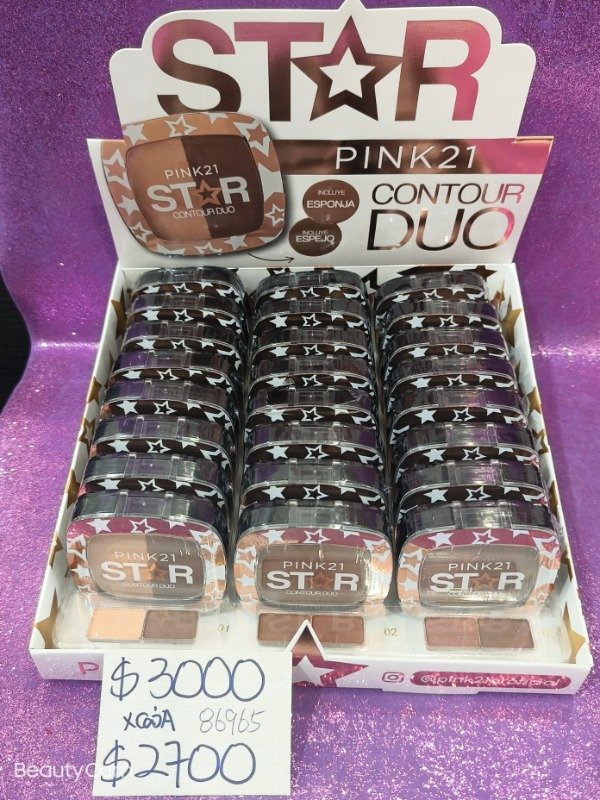 STAR
PINK21
CONTOUR
DUO
INCLUYE
ESPONJA
INCLUYE
ESPEJO
PINK21
STAR
CONTOUR DUO
PINK21
STAR
CONTOUR DUO
PINK21
STAR
CONTOUR DUO
PINK21
STAR
CONTOUR DUO
01
02
$3000
XCAJA 86965
$2700